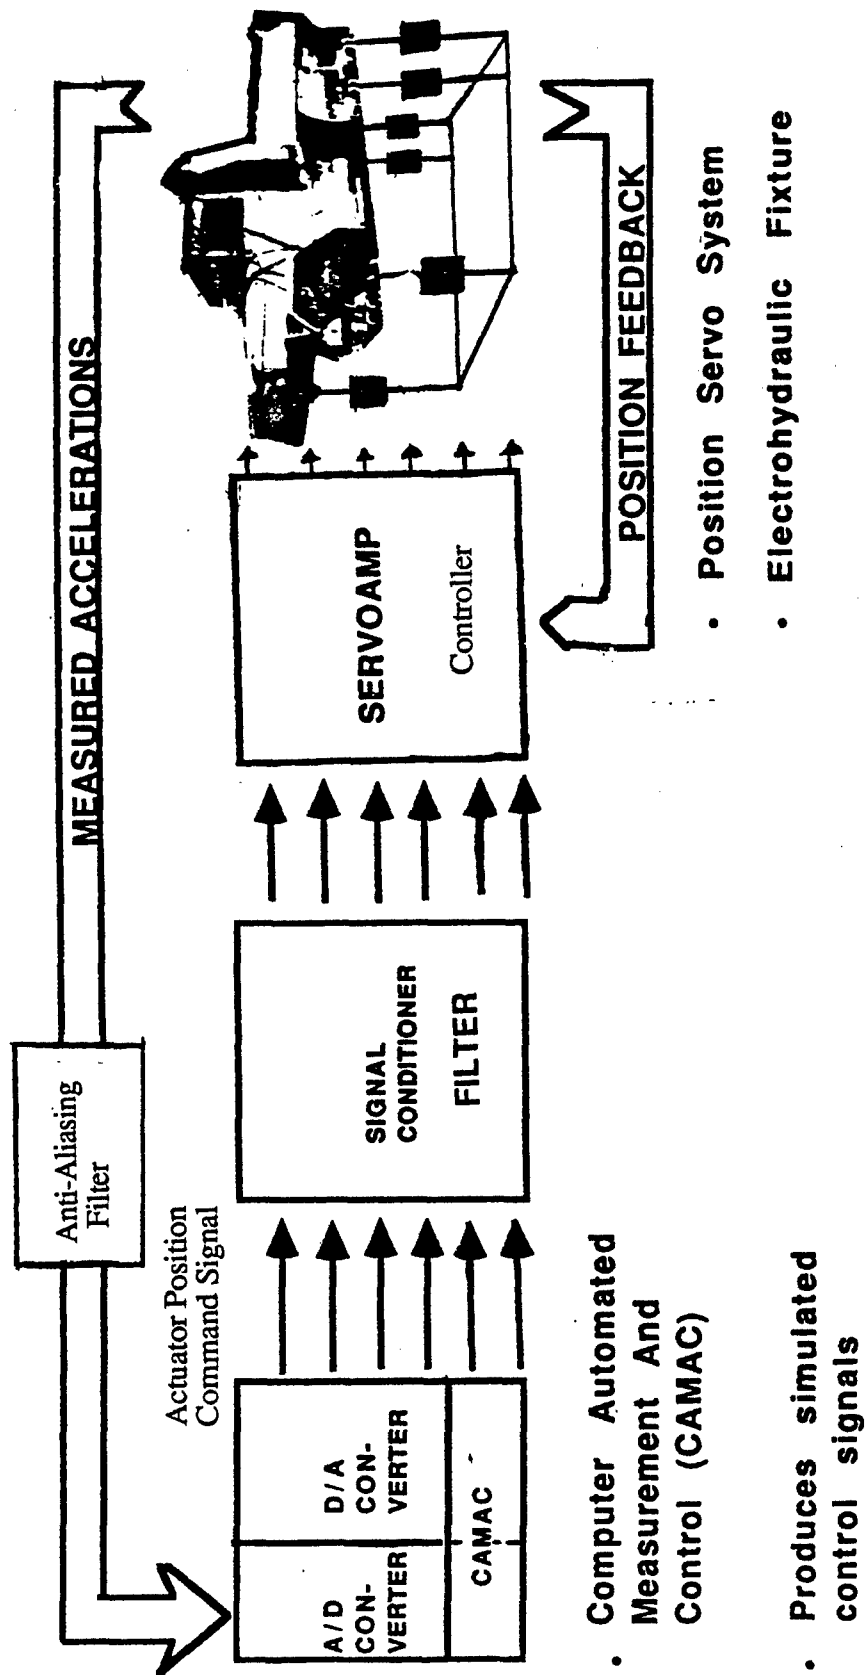 MEASURED ACCELERATIONS
Anti-Aliasing
Filter
Actuator Position
Command Signal
A/D
CON-
VERTER
D/A
CON-
VERTER
CAMAC
SIGNAL
CONDITIONER
FILTER
SERVOAMP
Controller
POSITION FEEDBACK
• Computer Automated
Measurement And
Control (CAMAC)
• Produces simulated
control signals
• Position Servo System
• Electrohydraulic Fixture